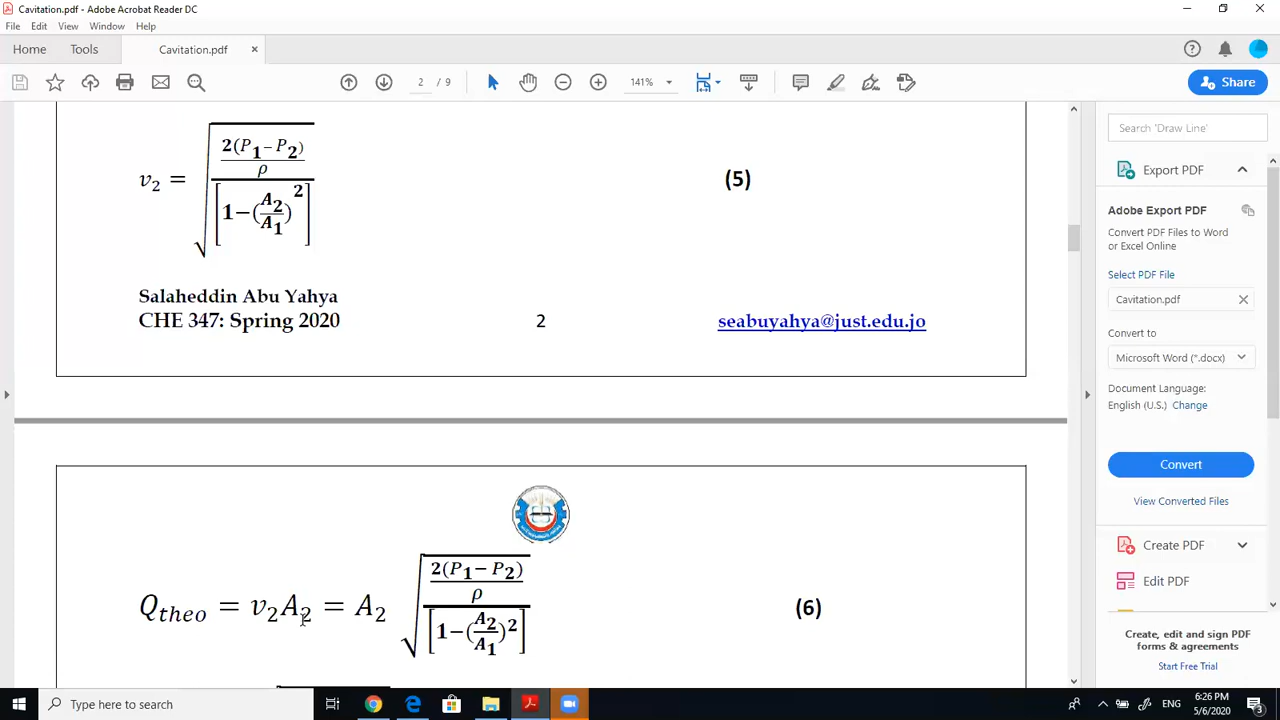 Cavitation.pdf - Adobe Acrobat Reader DC
File Edit View Window Help
Home Tools Cavitation.pdf ×
2 / 9 141% Share
v₂ = √((2(P₁ − P₂)/ρ) / [1−(A₂/A₁)²]) (5)
Salaheddin Abu Yahya
CHE 347: Spring 2020 2 seabuyahya@just.edu.jo
Q_theo = v₂A₂ = A₂ √((2(P₁ − P₂)/ρ) / [1−(A₂/A₁)²]) (6)
Search 'Draw Line'
Export PDF
Adobe Export PDF
Convert PDF Files to Word
or Excel Online
Select PDF File
Cavitation.pdf
Convert to
Microsoft Word (*.docx)
Document Language:
English (U.S.) Change
Convert
View Converted Files
Create PDF
Edit PDF
Create, edit and sign PDF
forms & agreements
Start Free Trial
Type here to search
ENG
6:26 PM
5/6/2020
3